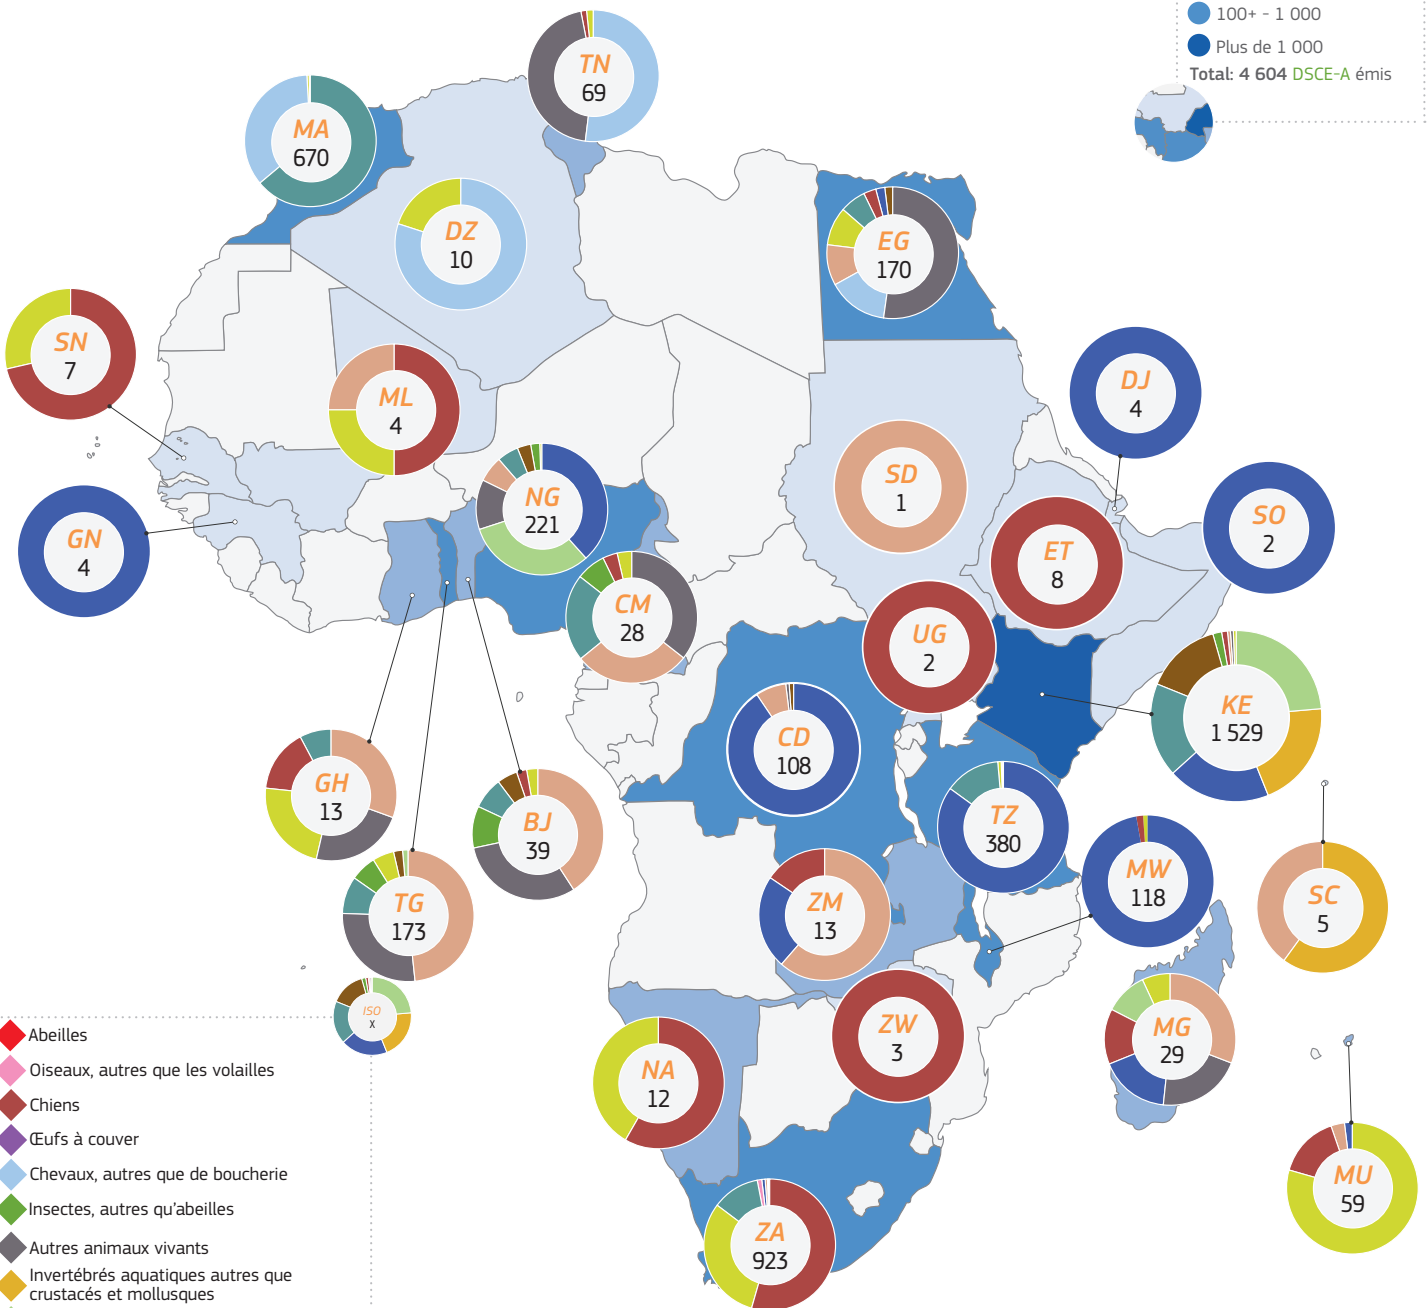 100+ - 1 000
Plus de 1 000
Total: 4 604 DSCE-A émis
TN
69
MA
670
DZ
10
EG
170
SN
7
ML
4
DJ
4
NG
221
SD
1
SO
2
GN
4
ET
8
CM
28
UG
2
KE
1 529
CD
108
GH
13
BJ
39
TZ
380
MW
118
SC
5
TG
173
ZM
13
ISO
x
ZW
3
MG
29
NA
12
MU
59
ZA
923
Abeilles
Oiseaux, autres que les volailles
Chiens
Œufs à couver
Chevaux, autres que de boucherie
Insectes, autres qu'abeilles
Autres animaux vivants
Invertébrés aquatiques autres que
crustacés et mollusques